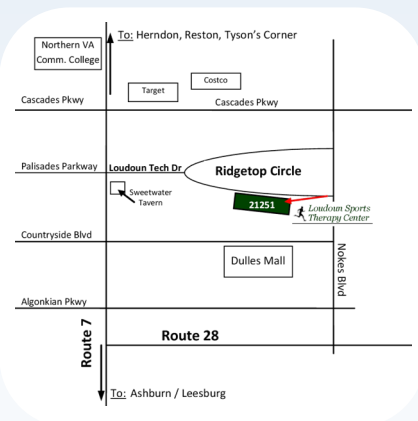 To: Herndon, Reston, Tyson's Corner
Northern VA
Comm. College
Costco
Target
Cascades Pkwy
Cascades Pkwy
Palisades Parkway
Loudoun Tech Dr
Ridgetop Circle
Sweetwater
Tavern
21251
Loudoun Sports
Therapy Center
Countryside Blvd
Dulles Mall
Nokes Blvd
Algonkian Pkwy
Route 7
Route 28
To: Ashburn / Leesburg